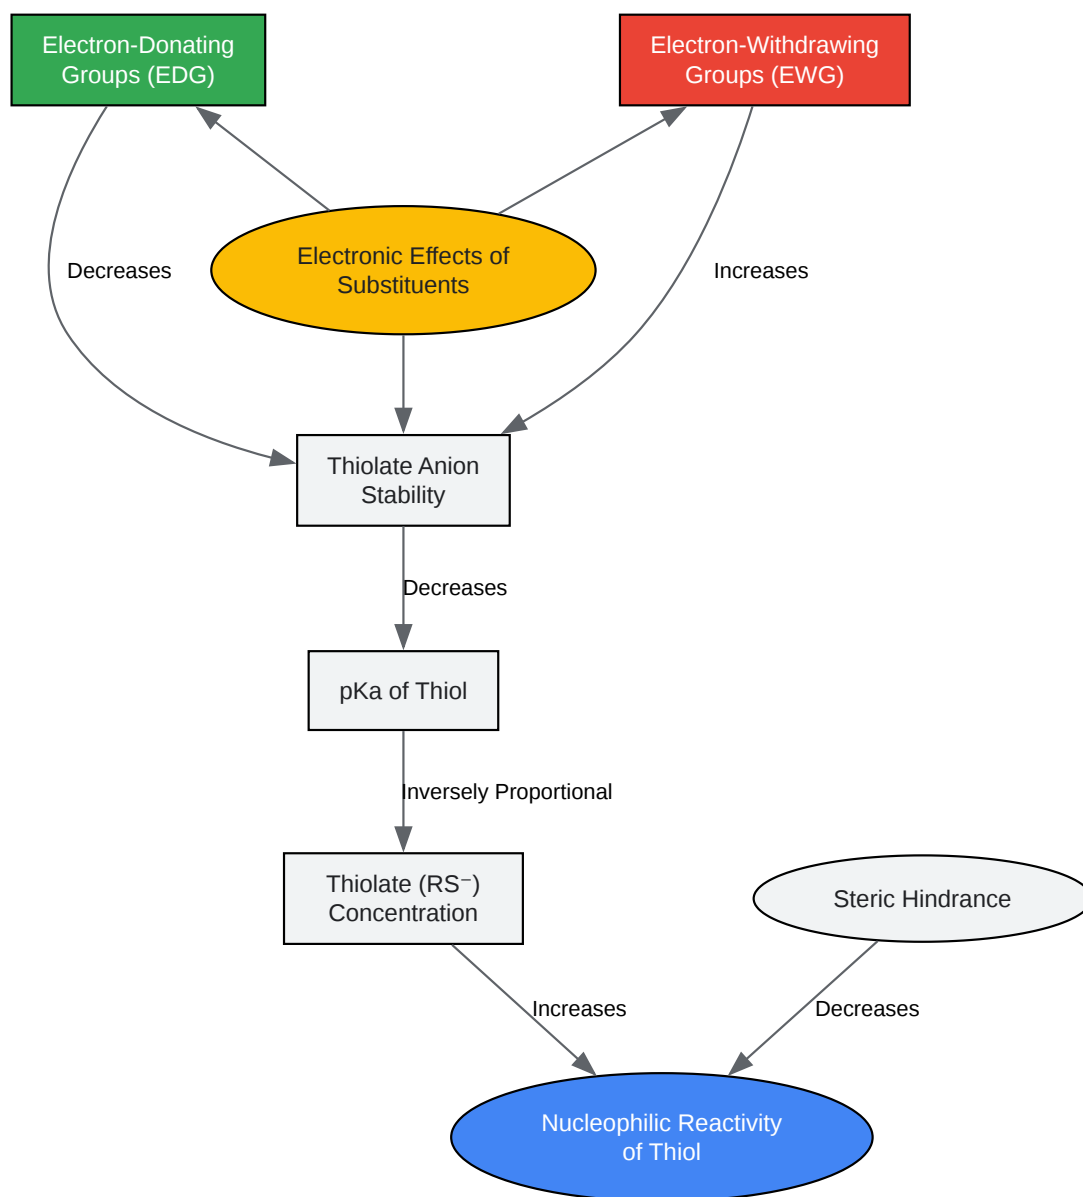 Electron-Donating
Groups (EDG)
Electron-Withdrawing
Groups (EWG)
Electronic Effects of
Substituents
Decreases
Increases
Thiolate Anion
Stability
Decreases
pKa of Thiol
Inversely Proportional
Thiolate (RS⁻)
Concentration
Steric Hindrance
Increases
Decreases
Nucleophilic Reactivity
of Thiol